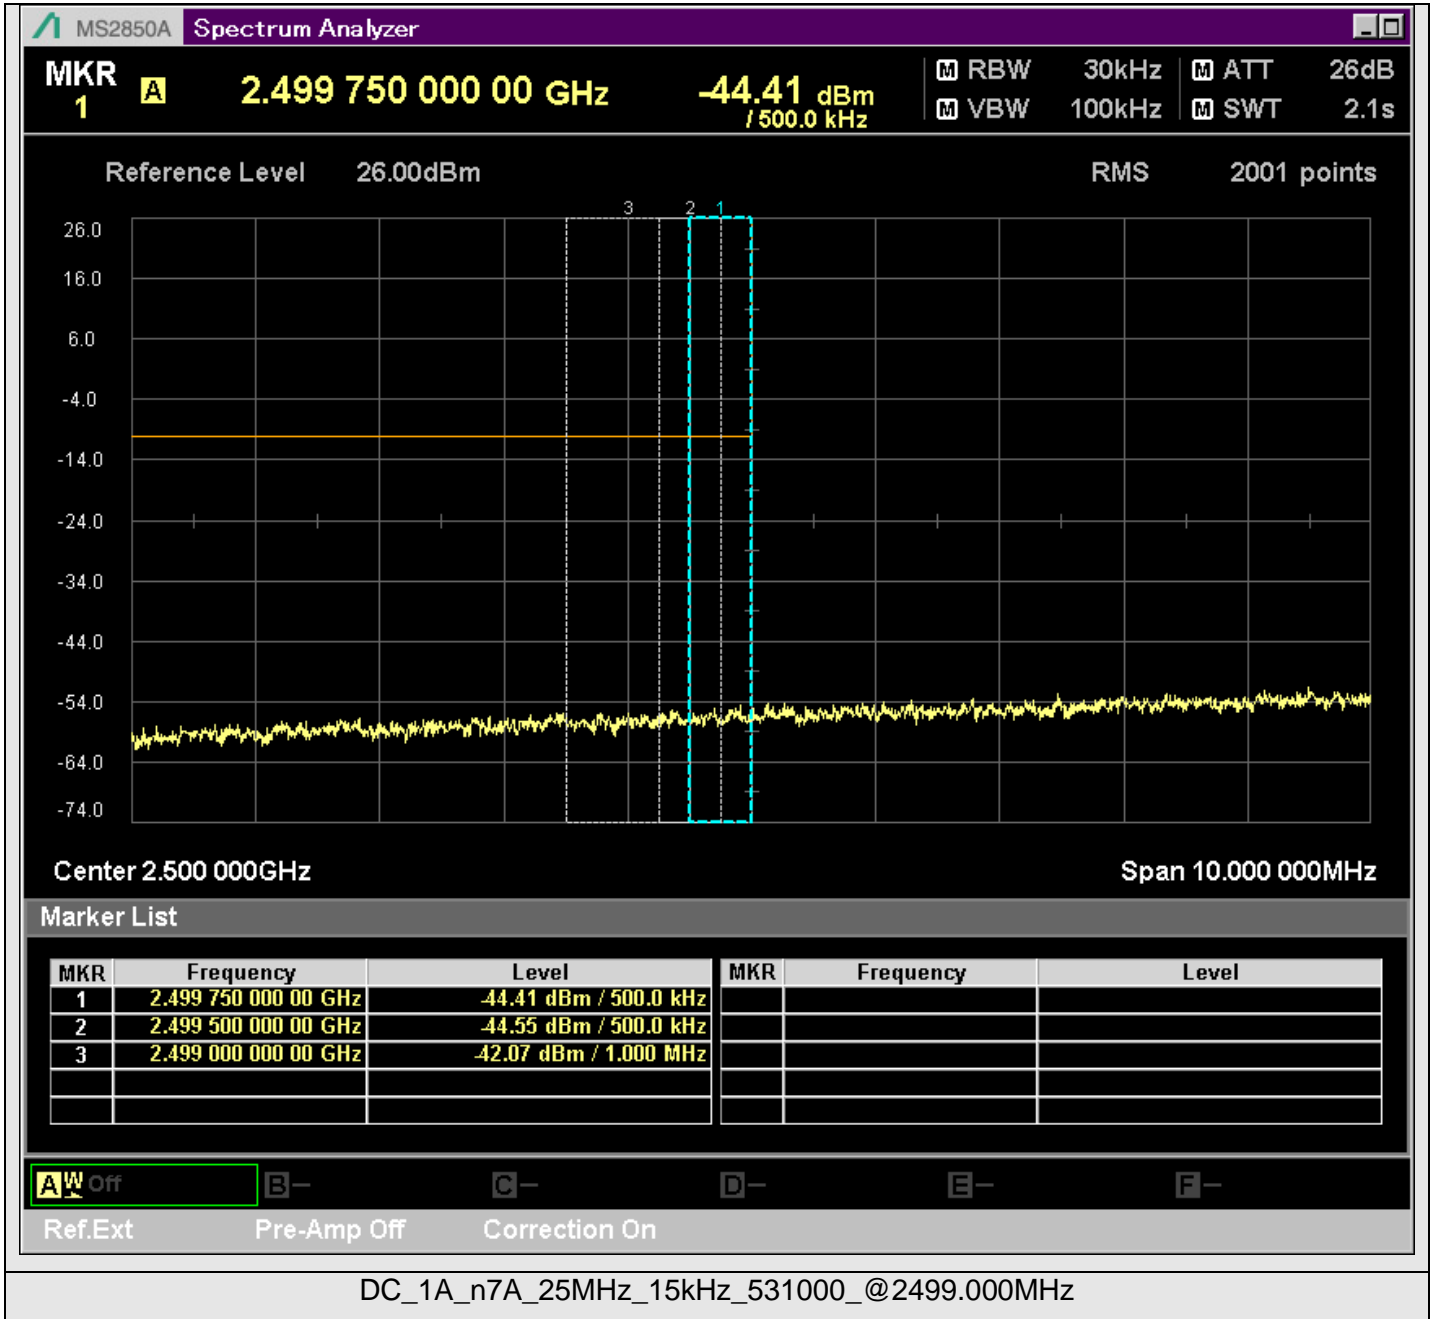 MS2850A Spectrum Analyzer
MKR 1 A 2.499 750 000 00 GHz -44.41 dBm / 500.0 kHz
M RBW 30kHz M ATT 26dB
M VBW 100kHz M SWT 2.1s
Reference Level 26.00dBm RMS 2001 points
3 2 1
26.0
16.0
6.0
-4.0
-14.0
-24.0
-34.0
-44.0
-54.0
-64.0
-74.0
Center 2.500 000GHz Span 10.000 000MHz
Marker List
MKR Frequency Level MKR Frequency Level
1 2.499 750 000 00 GHz -44.41 dBm / 500.0 kHz
2 2.499 500 000 00 GHz -44.55 dBm / 500.0 kHz
3 2.499 000 000 00 GHz -42.07 dBm / 1.000 MHz
A W Off B - C - D - E - F -
Ref.Ext Pre-Amp Off Correction On
DC_1A_n7A_25MHz_15kHz_531000_@2499.000MHz